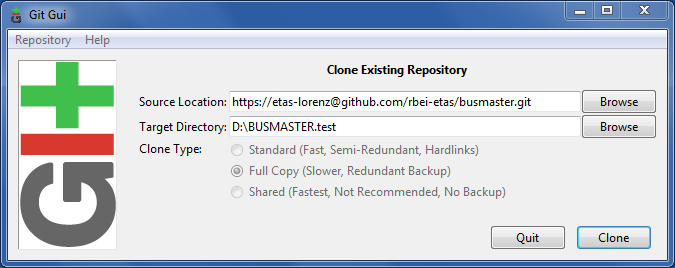 Git Gui
Repository Help
Clone Existing Repository
Source Location: https://etas-lorenz@github.com/rbei-etas/busmaster.git Browse
Target Directory: D:\BUSMASTER.test Browse
Clone Type: Standard (Fast, Semi-Redundant, Hardlinks)
Full Copy (Slower, Redundant Backup)
Shared (Fastest, Not Recommended, No Backup)
Quit Clone